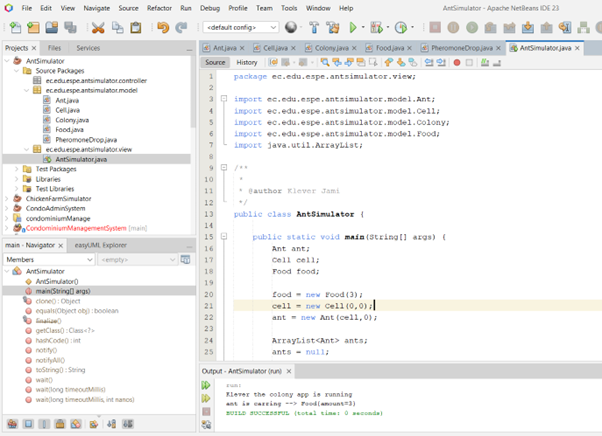 File Edit View Navigate Source Refactor Run Debug Profile Team Tools Window Help
AntSimulator - Apache NetBeans IDE 23
<default config>
Projects Files Services
AntSimulator
Source Packages
ec.edu.espe.antsimulator.controller
ec.edu.espe.antsimulator.model
Ant.java
Cell.java
Colony.java
Food.java
PheromoneDrop.java
ec.edu.espe.antsimulator.view
AntSimulator.java
Test Packages
Libraries
Test Libraries
ChickenFarmSimulator
CondoAdminSystem
condominiumManage
CondominiumManagementSystem [main]
main - Navigator easyUML Explorer
Members <empty>
AntSimulator
AntSimulator()
main(String[] args)
clone() : Object
equals(Object obj) : boolean
finalize()
getClass() : Class<?>
hashCode() : int
notify()
notifyAll()
toString() : String
wait()
wait(long timeoutMillis)
wait(long timeoutMillis, int nanos)
Ant.java Cell.java Colony.java Food.java PheromoneDrop.java AntSimulator.java
Source History
1 package ec.edu.espe.antsimulator.view;
2
3 import ec.edu.espe.antsimulator.model.Ant;
4 import ec.edu.espe.antsimulator.model.Cell;
5 import ec.edu.espe.antsimulator.model.Colony;
6 import ec.edu.espe.antsimulator.model.Food;
7 import java.util.ArrayList;
8
9 /**
10 *
11 * @author Klever Jami
12 */
13 public class AntSimulator {
14
15 public static void main(String[] args) {
16 Ant ant;
17 Cell cell;
18 Food food;
19
20 food = new Food(3);
21 cell = new Cell(0,0);
22 ant = new Ant(cell,0);
23
24 ArrayList<Ant> ants;
25 ants = null;
Output - AntSimulator (run)
run:
Klever the colony app is running
ant is carring --> Food{amount=3}
BUILD SUCCESSFUL (total time: 0 seconds)